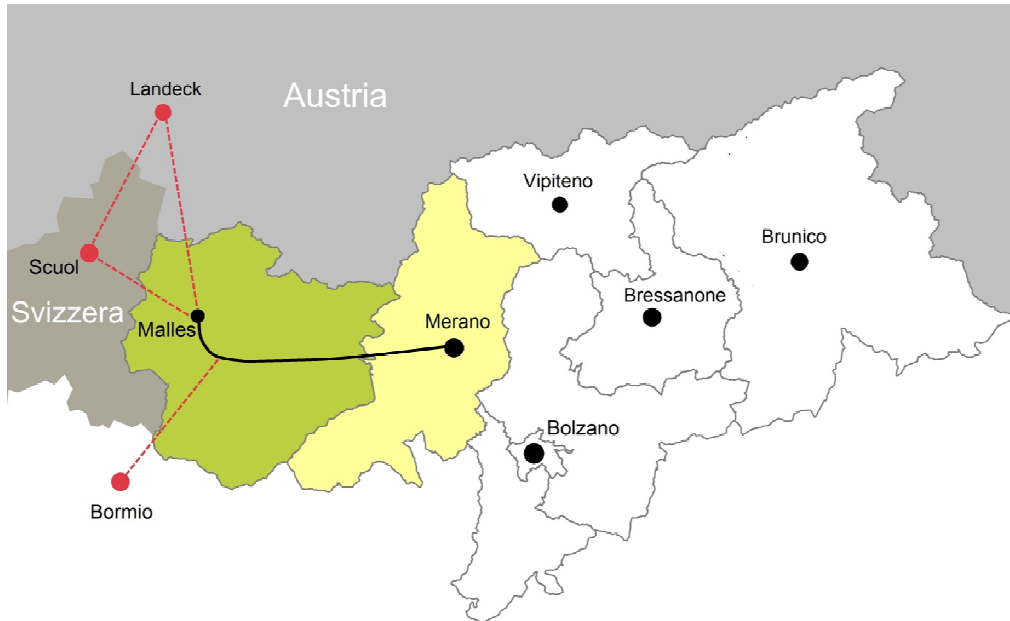 Landeck
Austria
Vipiteno
Brunico
Scuol
Svizzera
Malles
Merano
Bressanone
Bolzano
Bormio